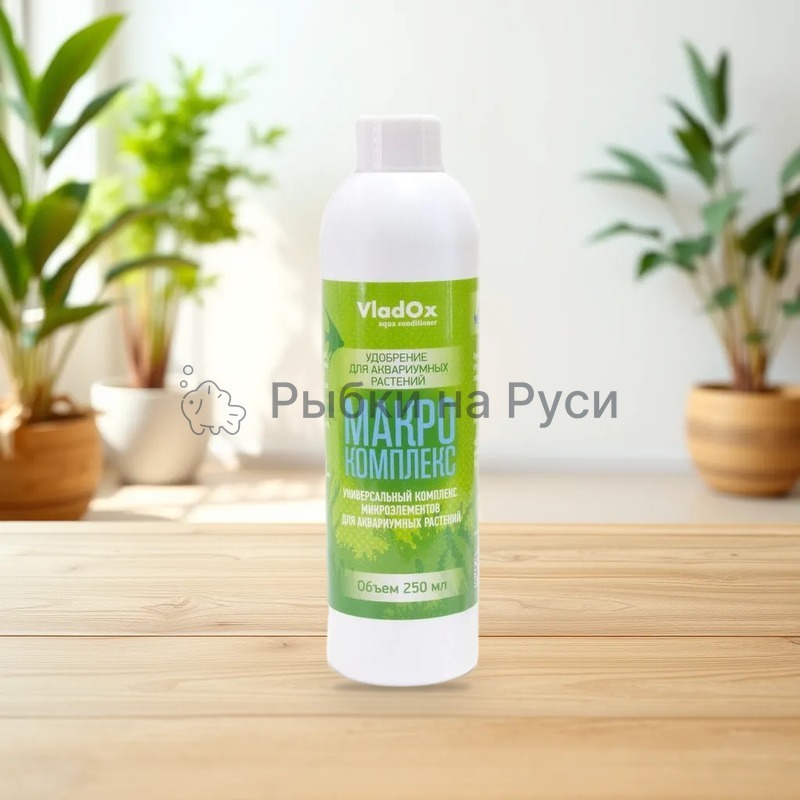 VladOx
aqua conditioner
УДОБРЕНИЕ
ДЛЯ АКВАРИУМНЫХ
РАСТЕНИЙ
Рыбки на Руси
МАКРО
КОМПЛЕКС
УНИВЕРСАЛЬНЫЙ КОМПЛЕКС
МИКРОЭЛЕМЕНТОВ
ДЛЯ АКВАРИУМНЫХ РАСТЕНИЙ
Объем 250 мл